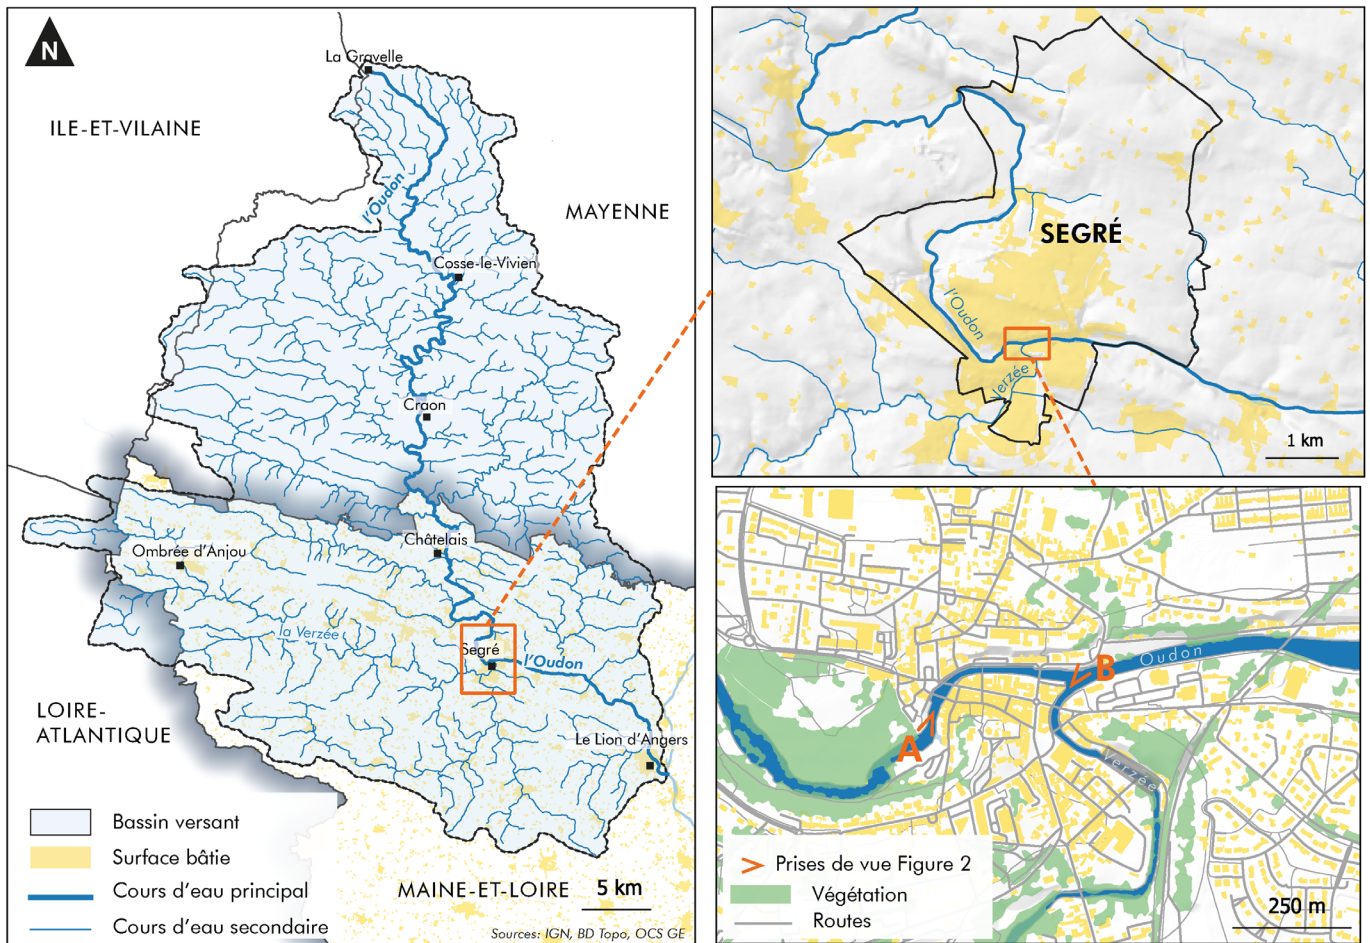 N
La Gravelle
ILE-ET-VILAINE
l'Oudon
MAYENNE
Cosse-le-Vivien
Craon
Châtelais
Ombrée d'Anjou
la Verzée
Segré
l'Oudon
LOIRE-
ATLANTIQUE
Le Lion d'Angers
Bassin versant
Surface bâtie
Cours d'eau principal
Cours d'eau secondaire
MAINE-ET-LOIRE
5 km
Sources: IGN, BD Topo, OCS GE
SEGRÉ
l'Oudon
Verzée
1 km
Oudon
B
A
Verzée
Prises de vue Figure 2
Végétation
Routes
250 m